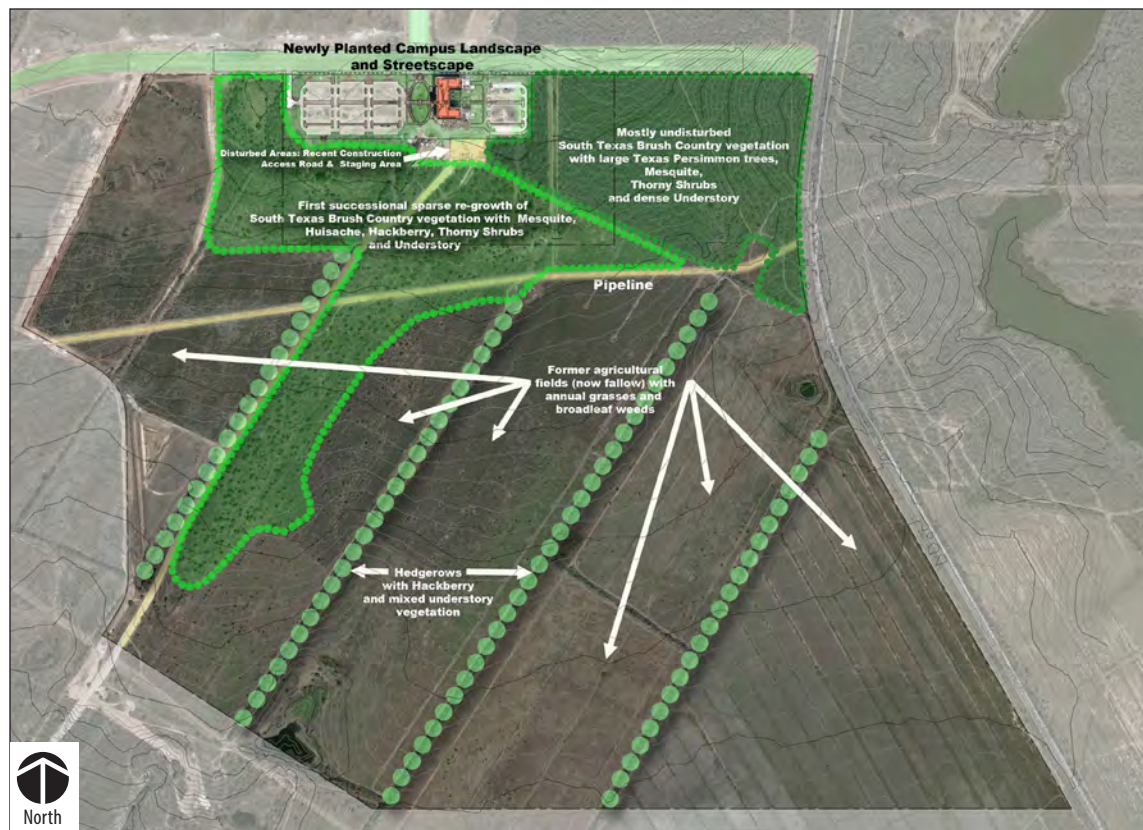 Newly Planted Campus Landscape
and Streetscape
Mostly undisturbed
South Texas Brush Country vegetation
with large Texas Persimmon trees,
Mesquite,
Thorny Shrubs
and dense Understory
Disturbed Areas: Recent Construction
Access Road & Staging Area
First successional sparse re-growth of
South Texas Brush Country vegetation with Mesquite,
Huisache, Hackberry, Thorny Shrubs
and Understory
Pipeline
Former agricultural
fields (now fallow) with
annual grasses and
broadleaf weeds
Hedgerows
with Hackberry
and mixed understory
vegetation
North